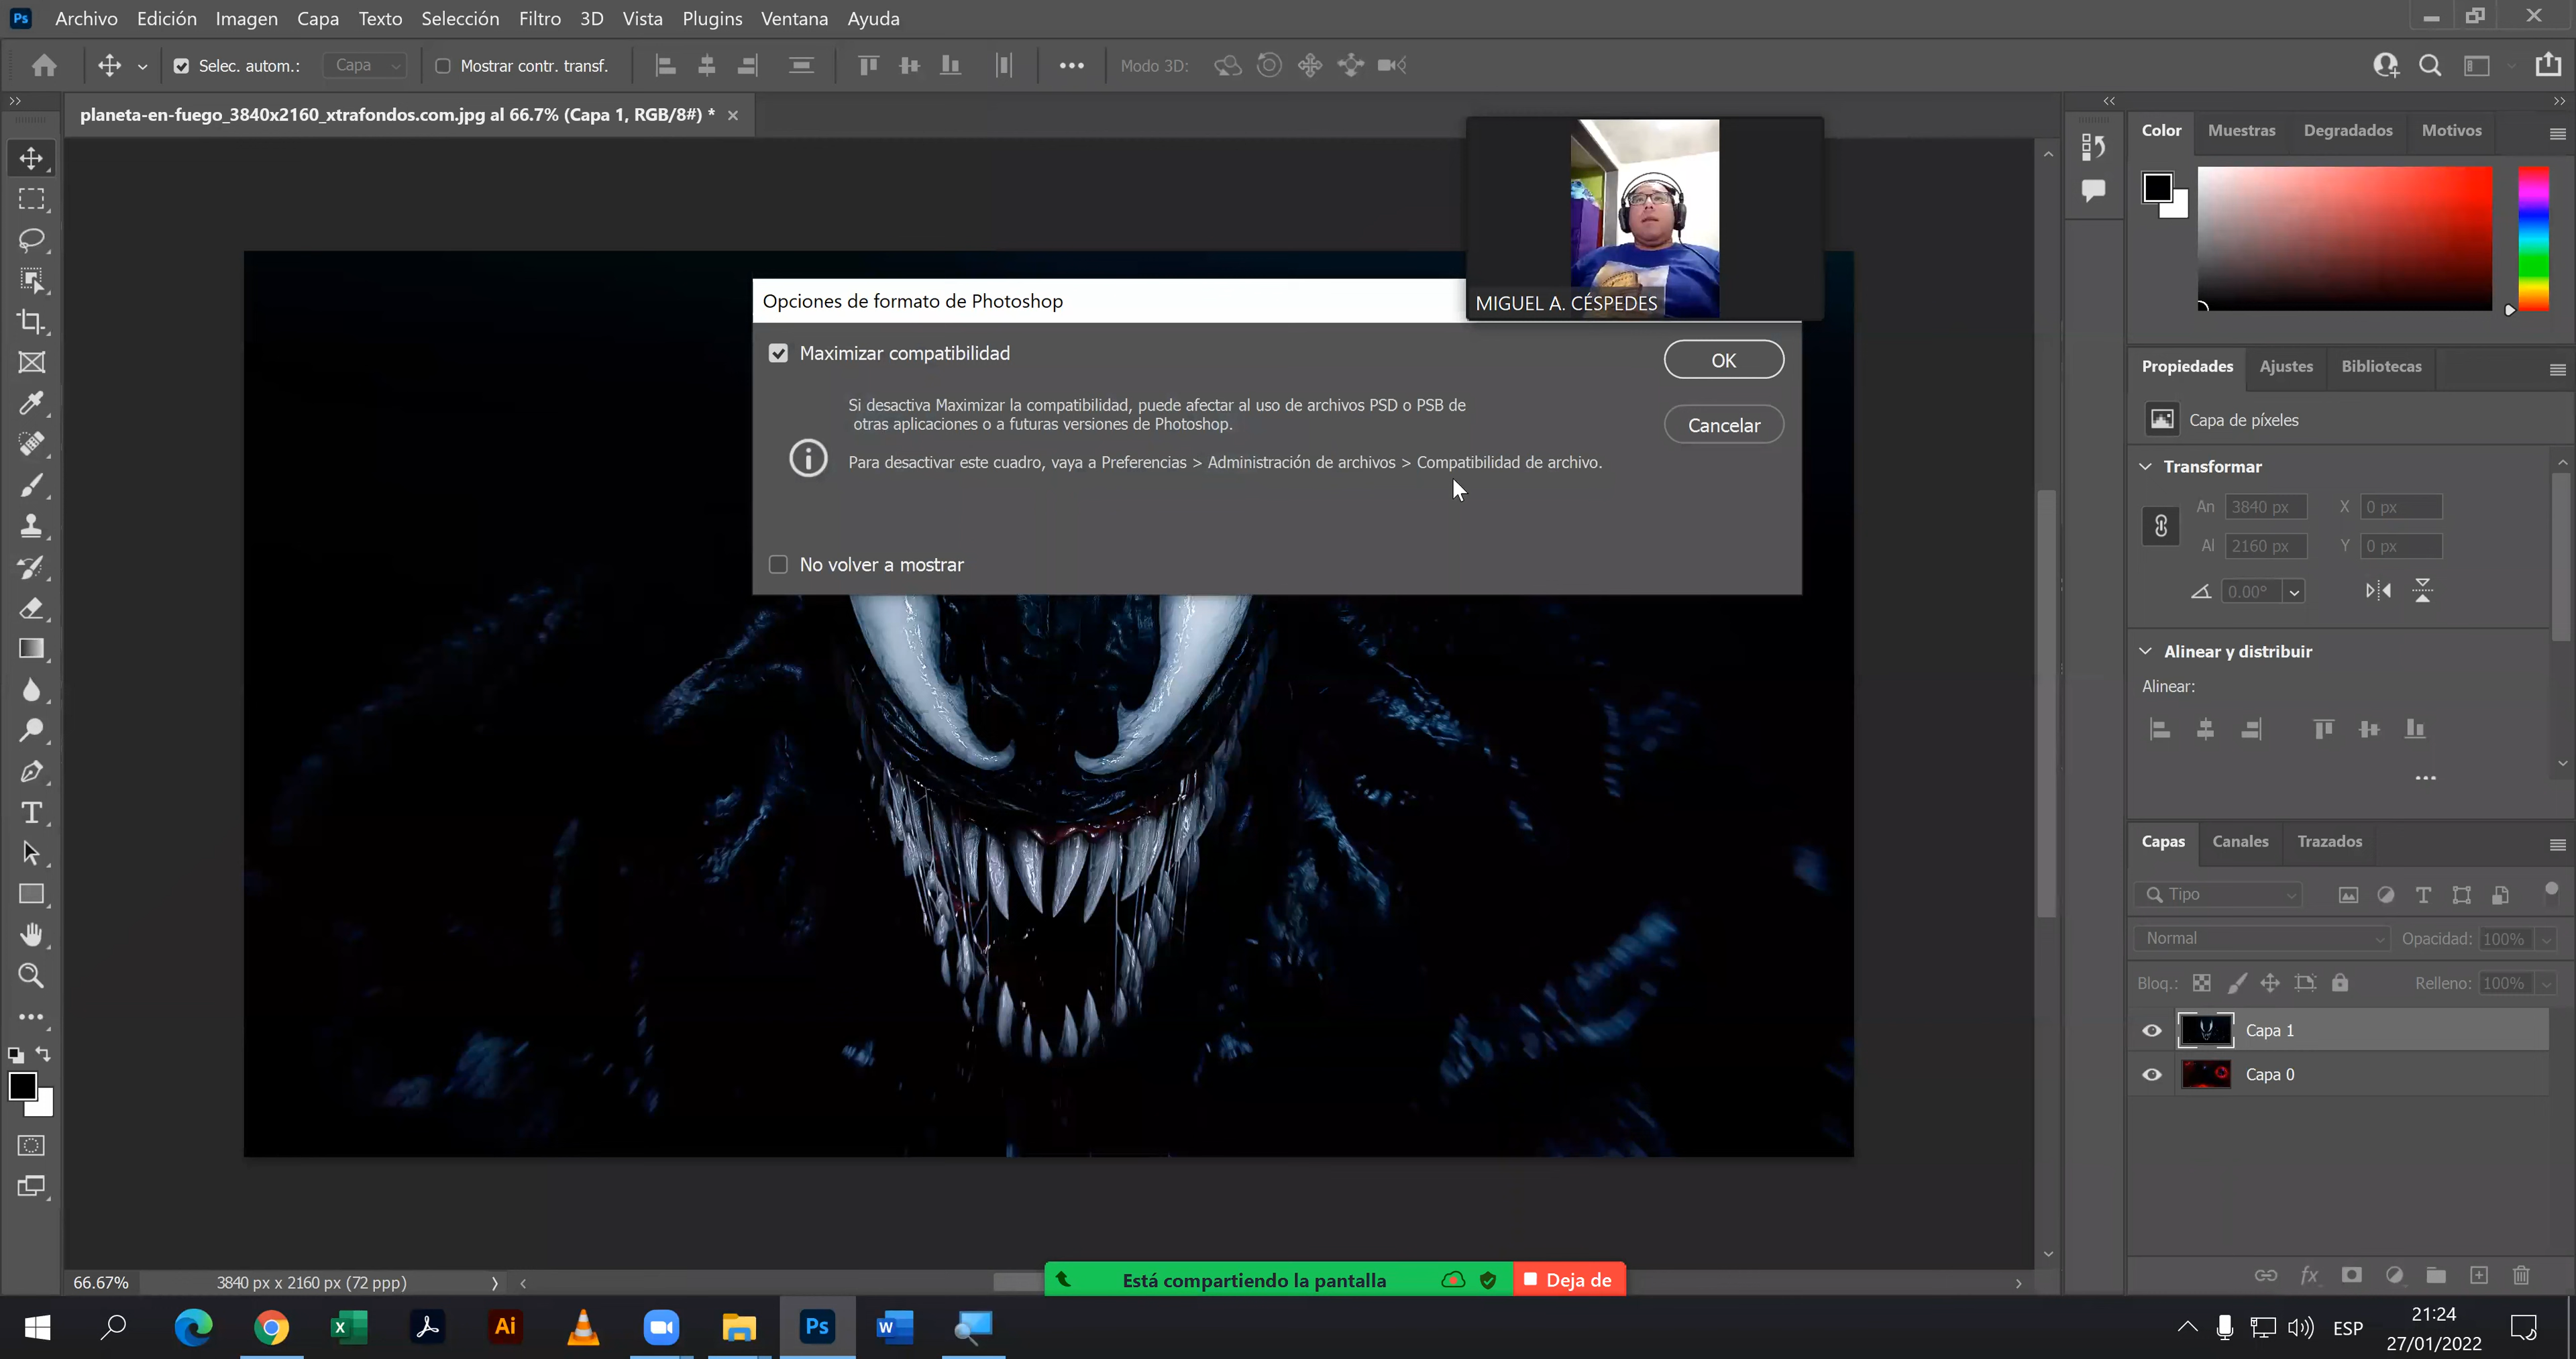 Ps Archivo Edición Imagen Capa Texto Selección Filtro 3D Vista Plugins Ventana Ayuda
Selec. autom.: Capa Mostrar contr. transf. Modo 3D:
planeta-en-fuego_3840x2160_xtrafondos.com.jpg al 66.7% (Capa 1, RGB/8#) *
Color Muestras Degradados Motivos
MIGUEL A. CÉSPEDES
Opciones de formato de Photoshop
Maximizar compatibilidad
OK
Si desactiva Maximizar la compatibilidad, puede afectar al uso de archivos PSD o PSB de
otras aplicaciones o a futuras versiones de Photoshop.
Cancelar
Para desactivar este cuadro, vaya a Preferencias > Administración de archivos > Compatibilidad de archivo.
No volver a mostrar
Propiedades Ajustes Bibliotecas
Capa de píxeles
Transformar
An 3840 px X 0 px
Al 2160 px Y 0 px
0.00°
Alinear y distribuir
Alinear:
Capas Canales Trazados
Tipo
Normal Opacidad: 100%
Bloq.: Relleno: 100%
Capa 1
Capa 0
fx
66.67% 3840 px x 2160 px (72 ppp)
Está compartiendo la pantalla Deja de
Ai Ps W
ESP
21:24
27/01/2022